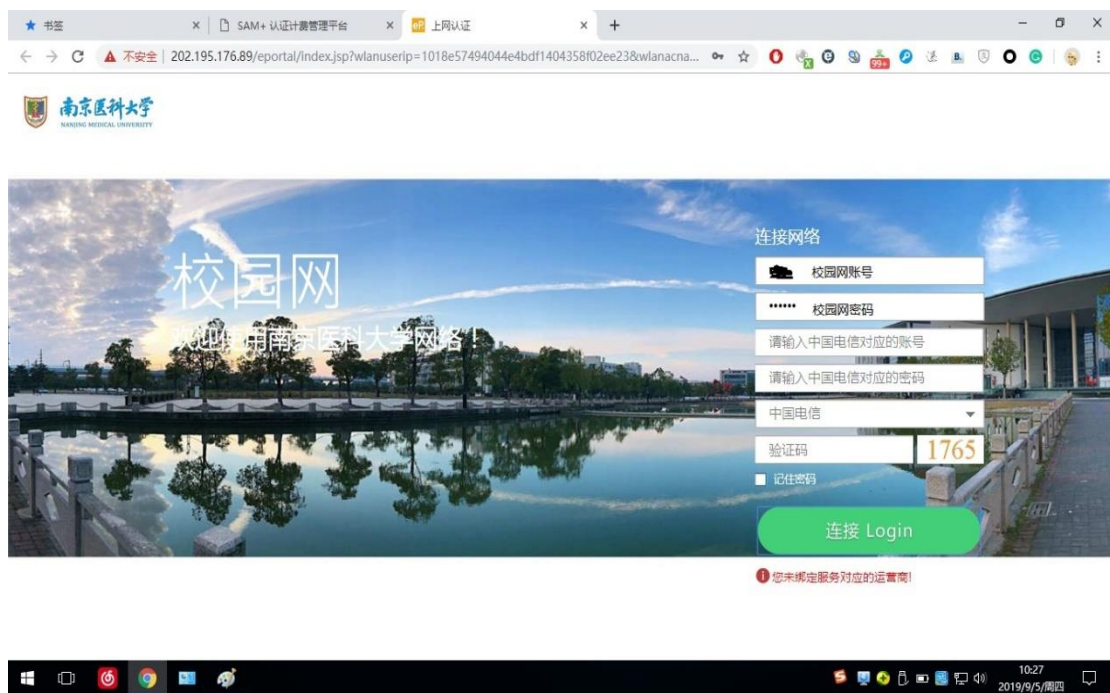 书签
SAM+ 认证计费管理平台
上网认证
不安全 | 202.195.176.89/eportal/index.jsp?wlanuserip=1018e57494044e4bdf1404358f02ee23&wlanacna...
99+
南京医科大学
NANJING MEDICAL UNIVERSITY
校园网
欢迎使用南京医科大学网络!
连接网络
校园网账号
•••••• 校园网密码
请输入中国电信对应的账号
请输入中国电信对应的密码
中国电信
验证码 1765
记住密码
连接 Login
您未绑定服务对应的运营商!
10:27
2019/9/5/周四